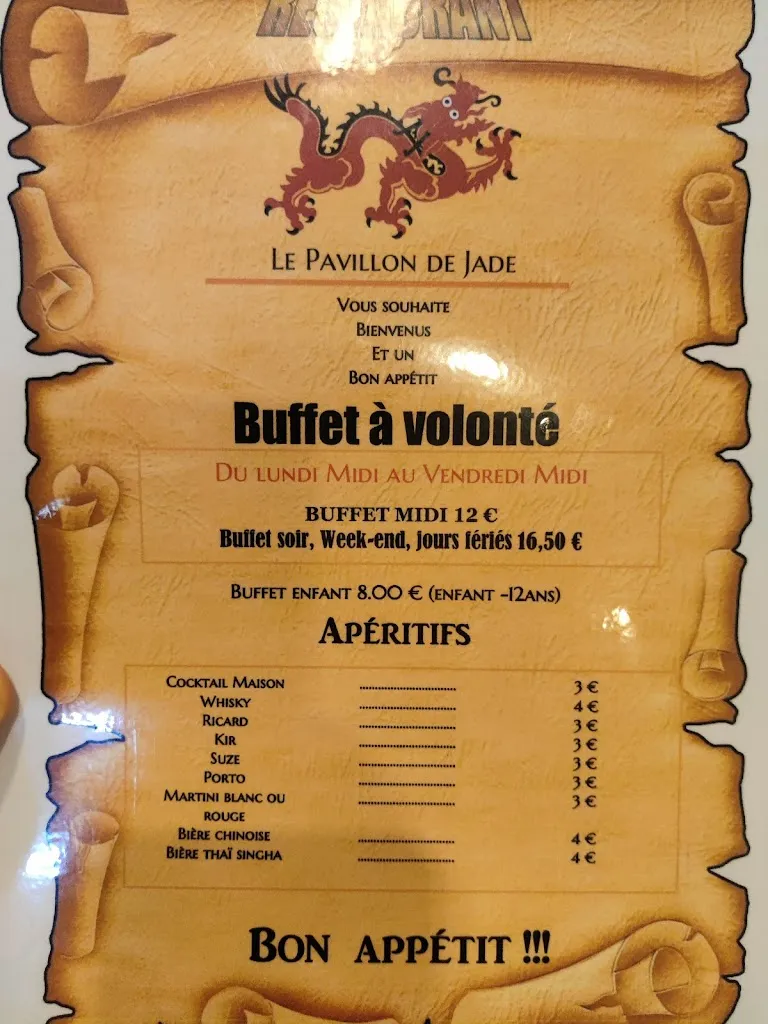 RESTAURANT
LE PAVILLON DE JADE
VOUS SOUHAITE
BIENVENUS
ET UN
BON APPÉTIT
Buffet à volonté
DU LUNDI MIDI AU VENDREDI MIDI
BUFFET MIDI 12 €
Buffet soir, Week-end, jours fériés 16,50 €
BUFFET ENFANT 8.00 € (ENFANT -12ANS)
APÉRITIFS
COCKTAIL MAISON ........................ 3 €
WHISKY ........................ 4 €
RICARD ........................ 3 €
KIR ........................ 3 €
SUZE ........................ 3 €
PORTO ........................ 3 €
MARTINI BLANC OU ........................ 3 €
ROUGE
BIÈRE CHINOISE ........................ 4 €
BIÈRE THAÏ SINGHA ........................ 4 €
BON APPÉTIT !!!